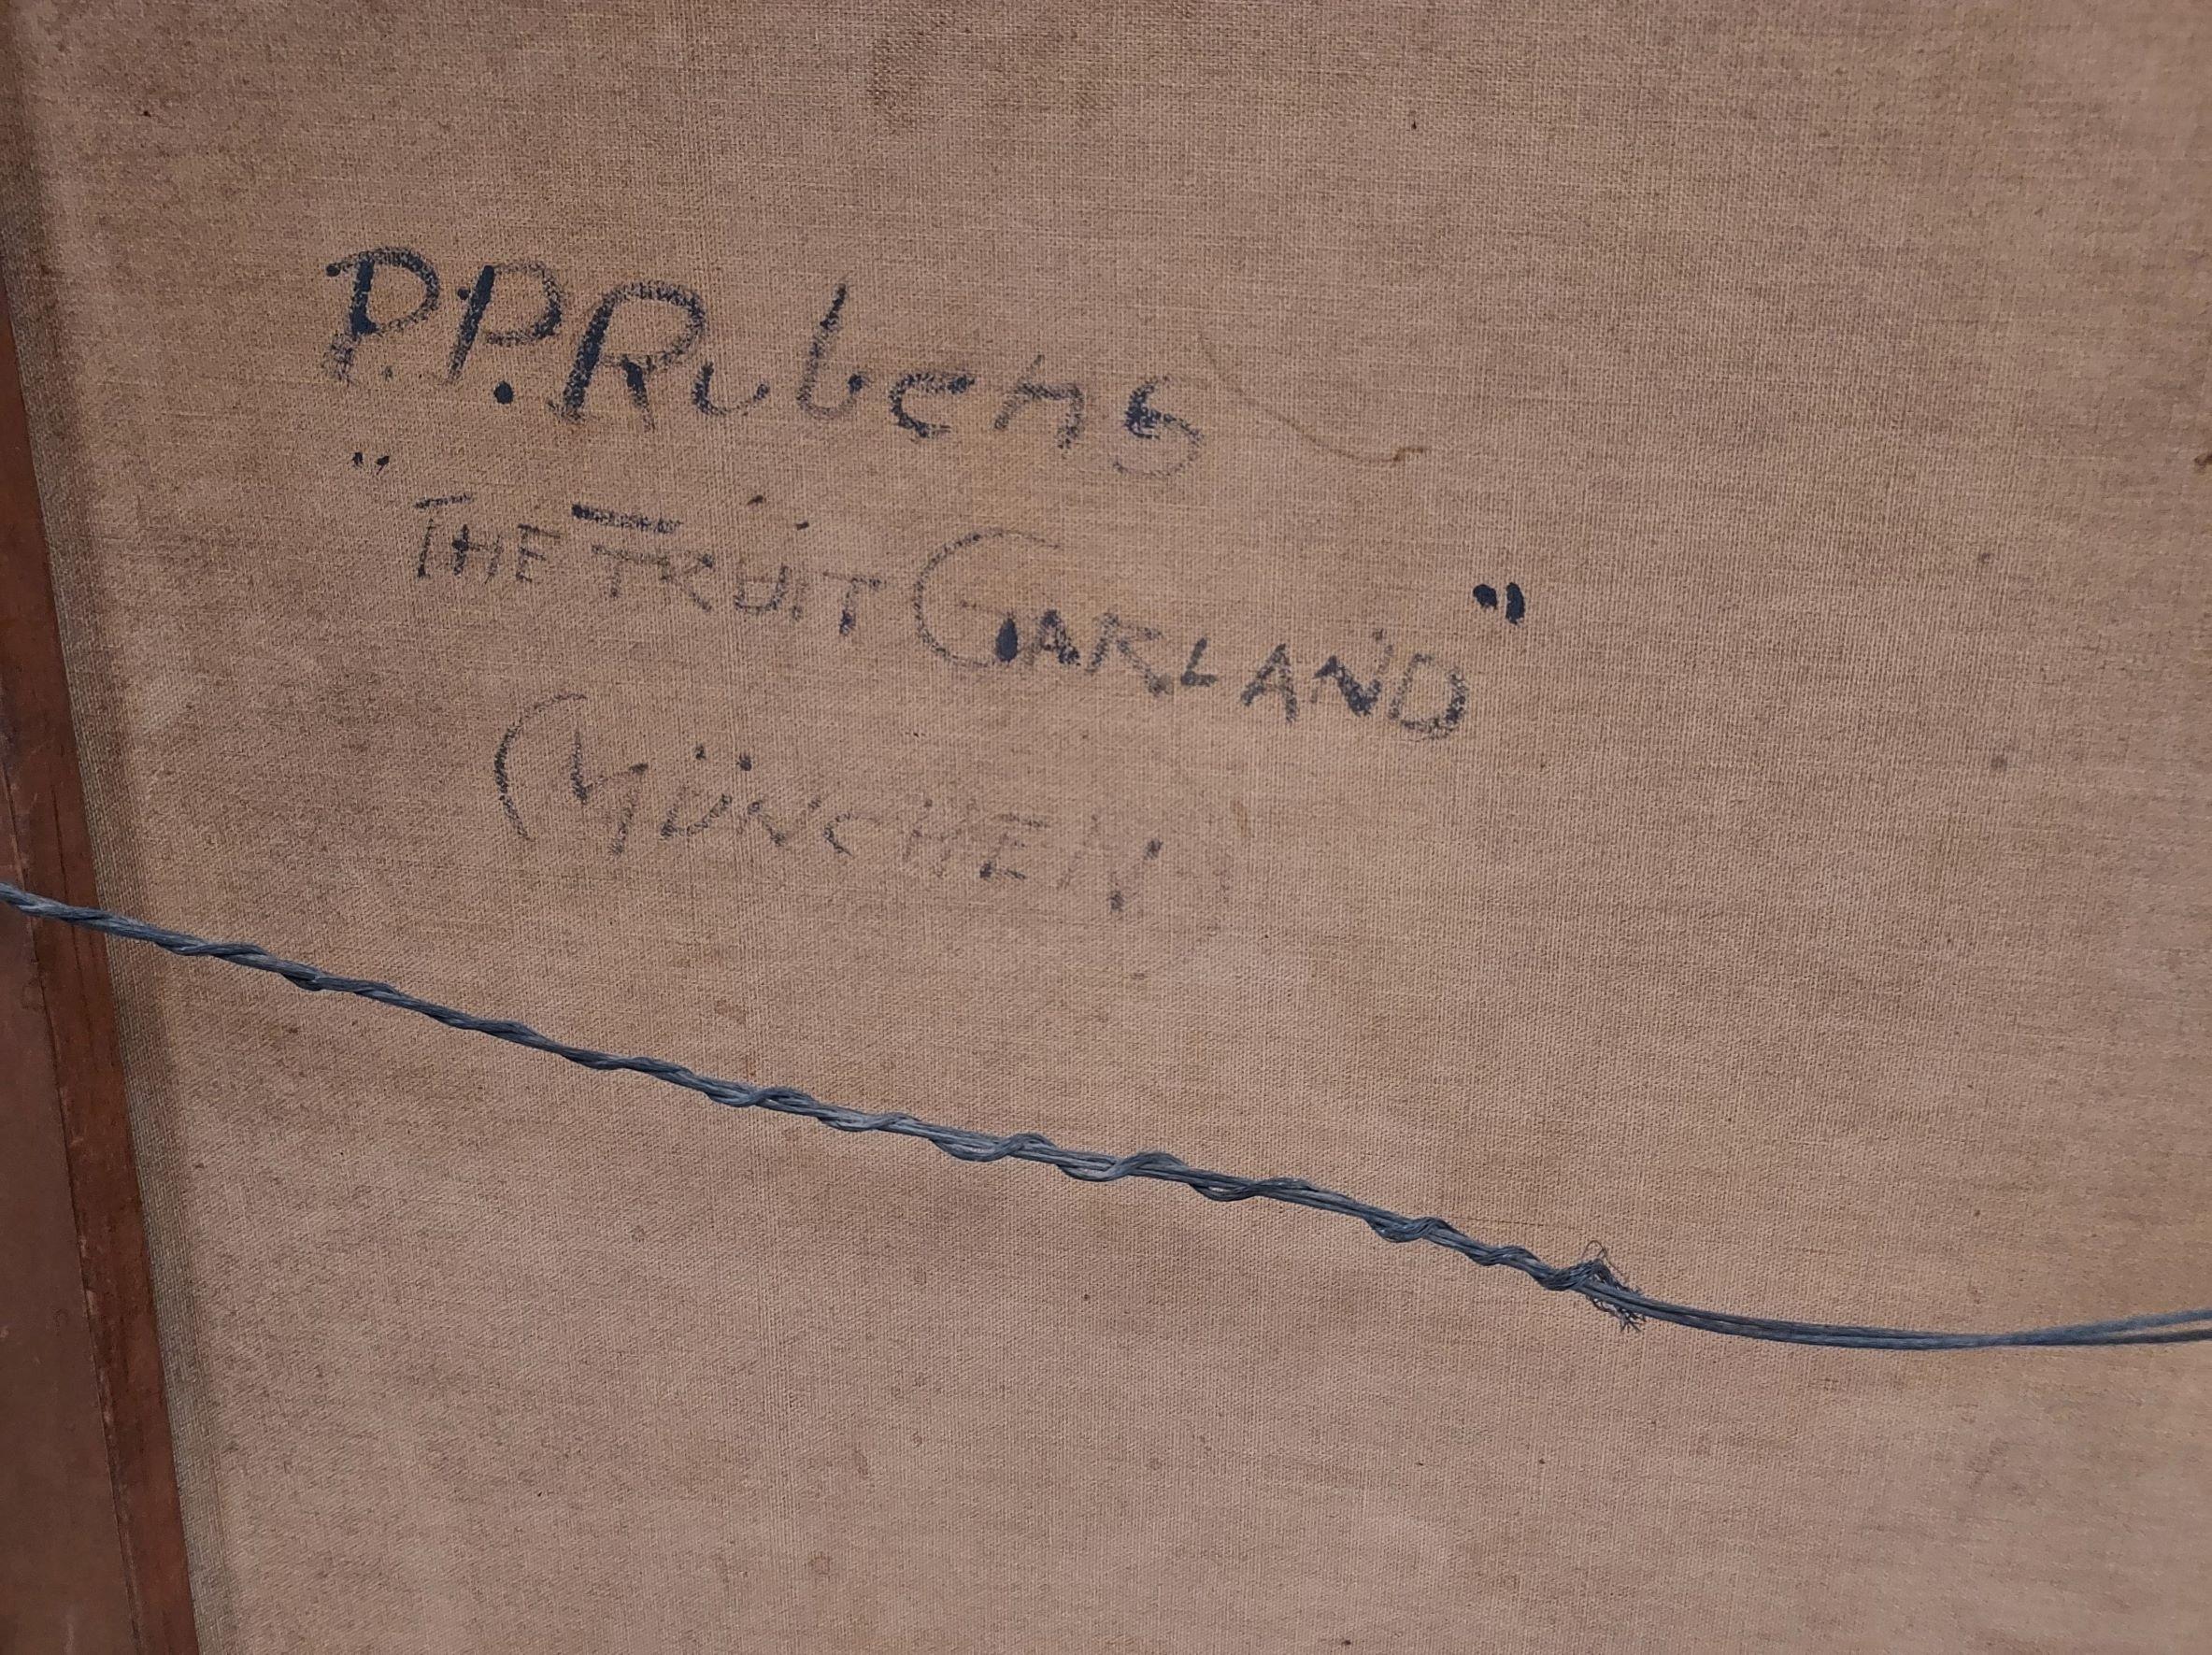 P.P.Rubens
"THE FRUIT GARLAND"
(MÜNCHEN)